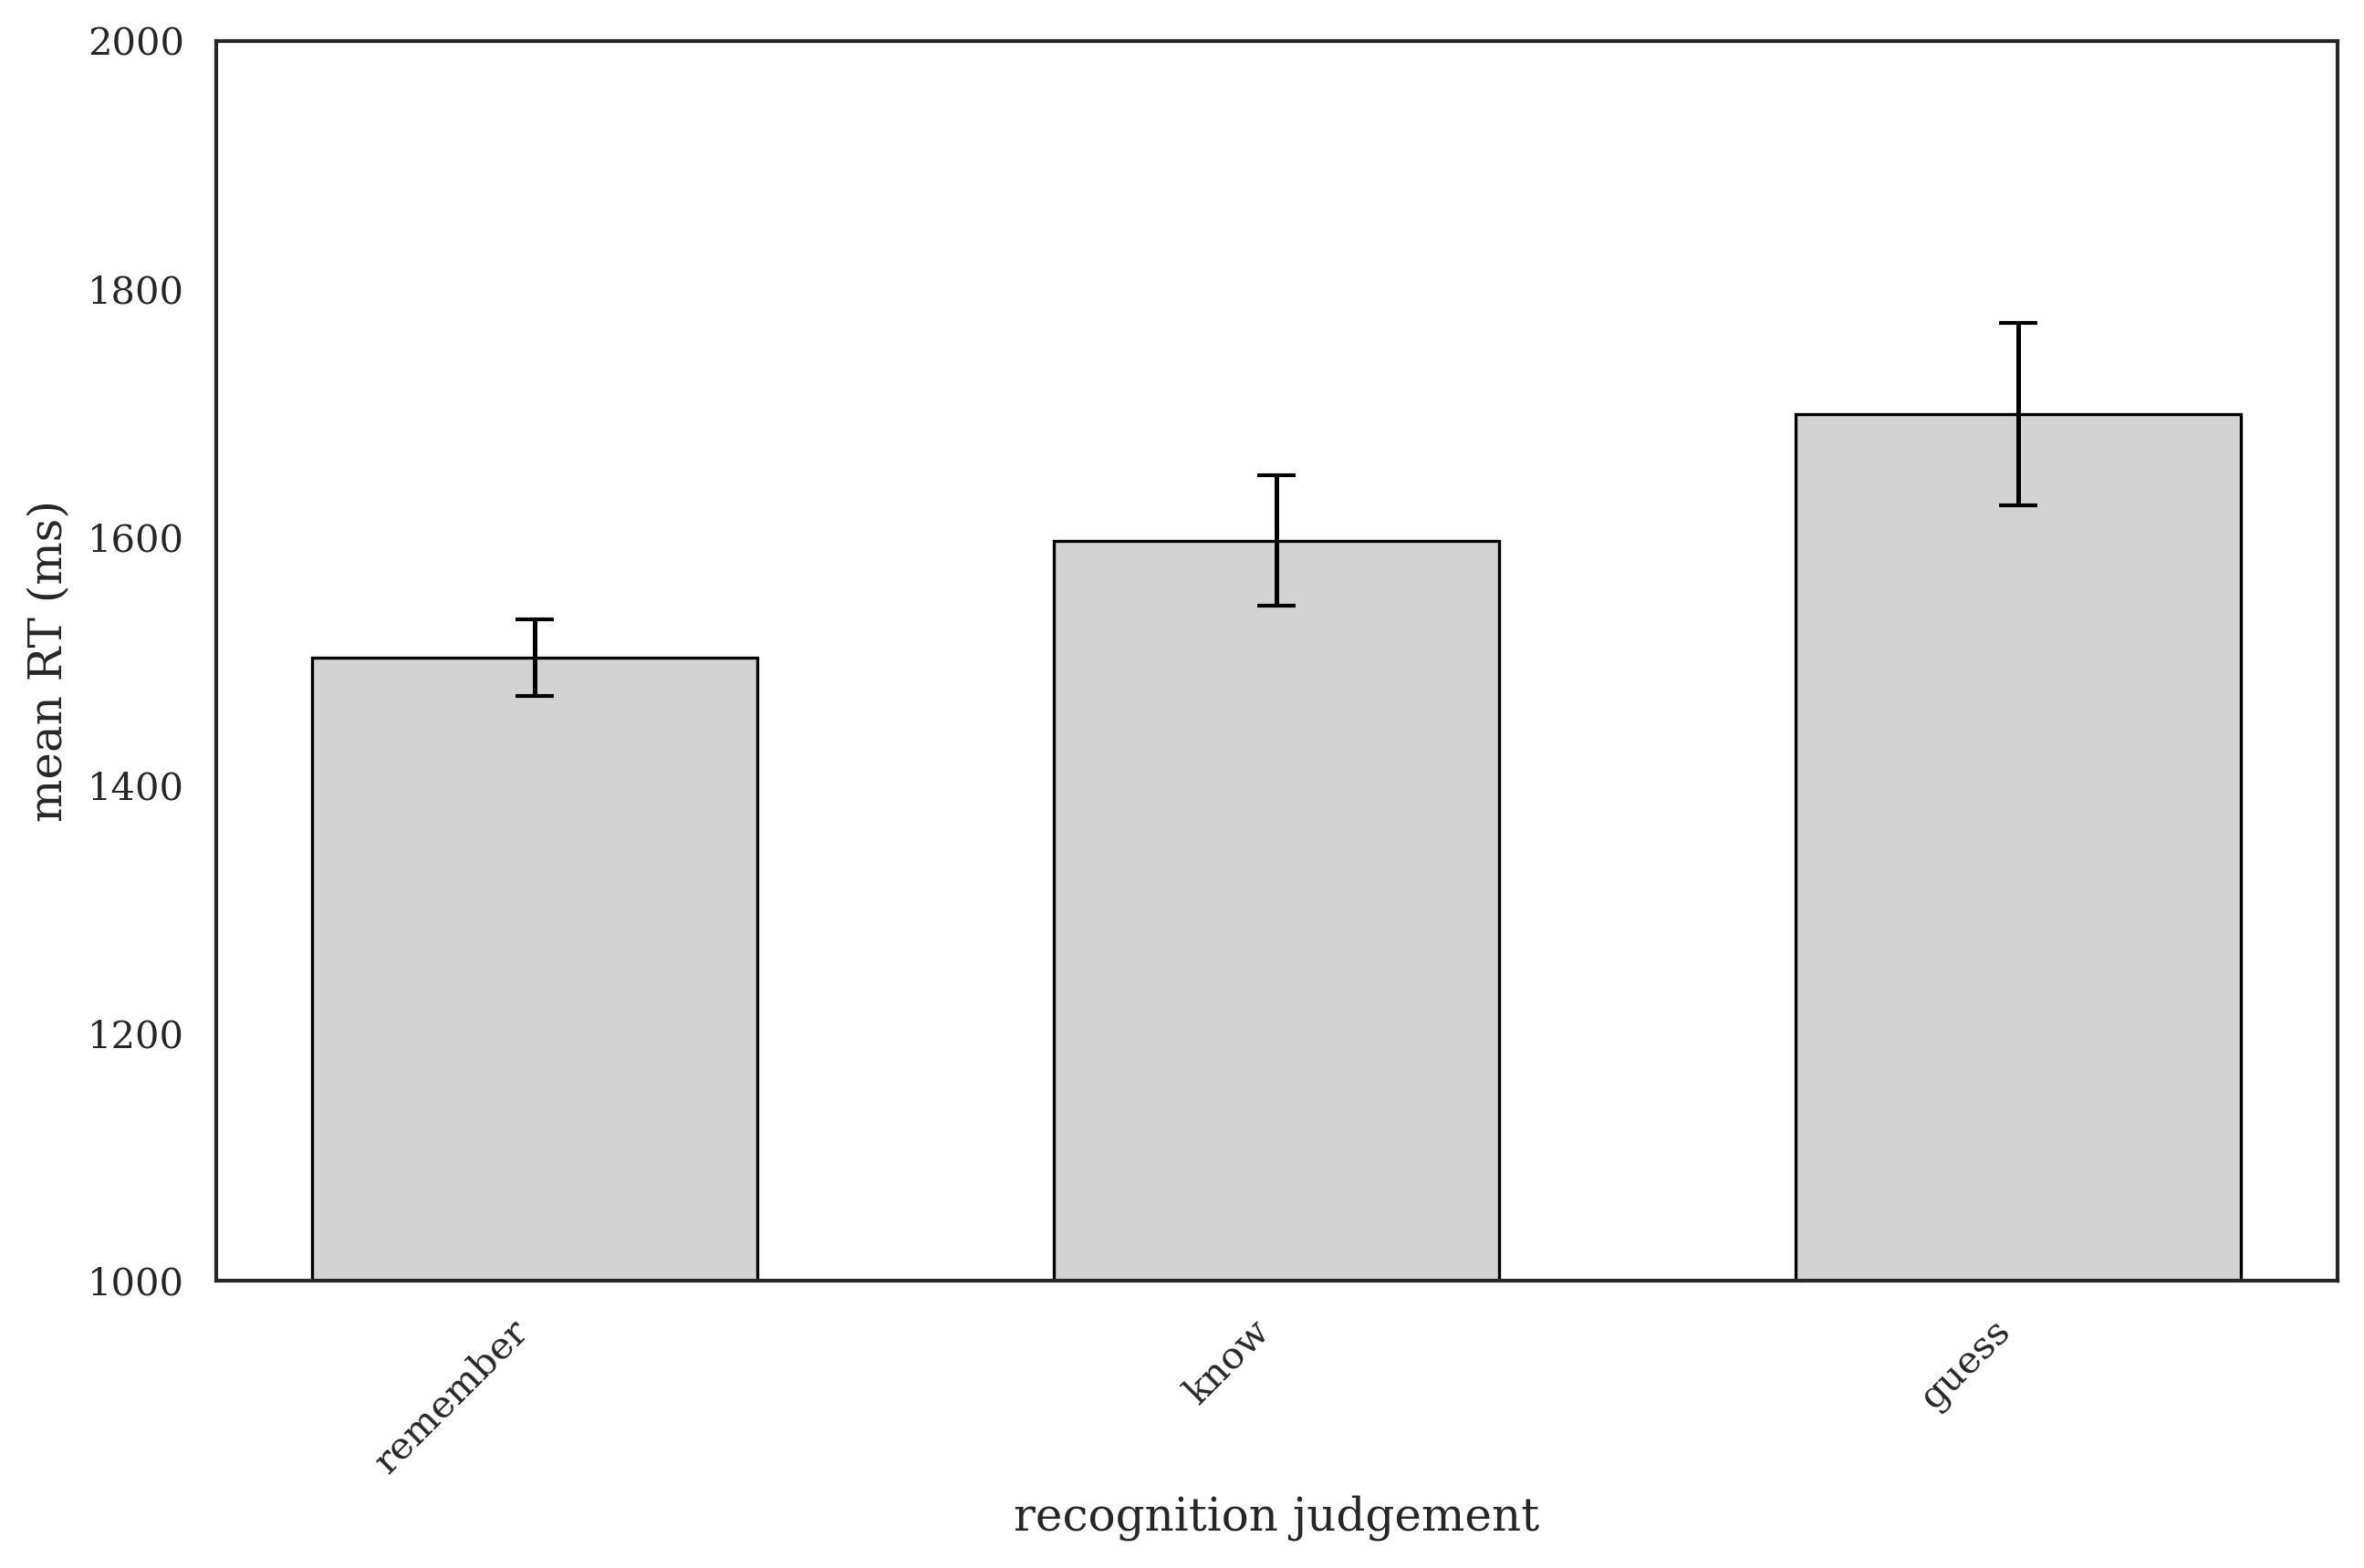 2000
1800
1600
1400
1200
1000
mean RT (ms)
remember
know
guess
recognition judgement